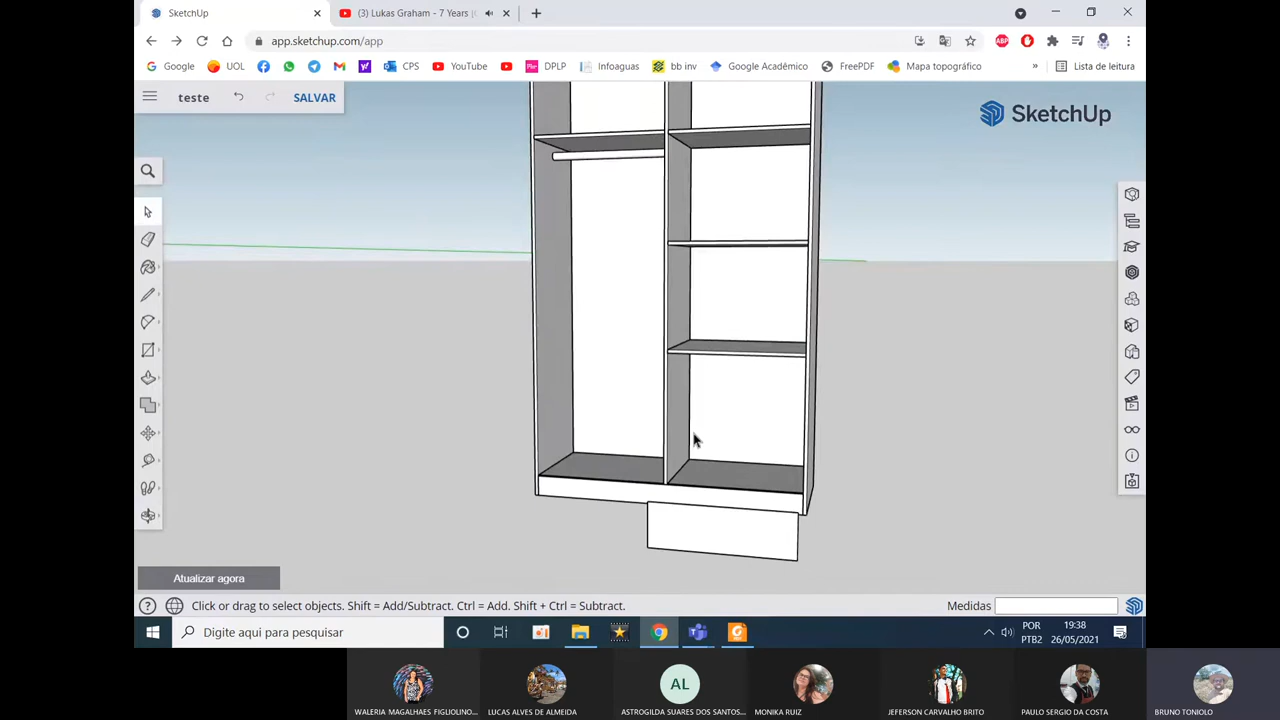 SketchUp
(3) Lukas Graham - 7 Years (
app.sketchup.com/app
Google
UOL
CPS
YouTube
DPLP
Infoaguas
bb inv
Google Acadêmico
FreePDF
Mapa topográfico
»
Lista de leitura
teste
SALVAR
SketchUp
Atualizar agora
Click or drag to select objects. Shift = Add/Subtract. Ctrl = Add. Shift + Ctrl = Subtract.
Medidas
Digite aqui para pesquisar
POR
PTB2
19:38
26/05/2021
AL
WALERIA MAGALHAES FIGLIOLINO...
LUCAS ALVES DE ALMEIDA
ASTROGILDA SUARES DOS SANTOS...
MONIKA RUIZ
JEFERSON CARVALHO BRITO
PAULO SERGIO DA COSTA
BRUNO TONIOLO